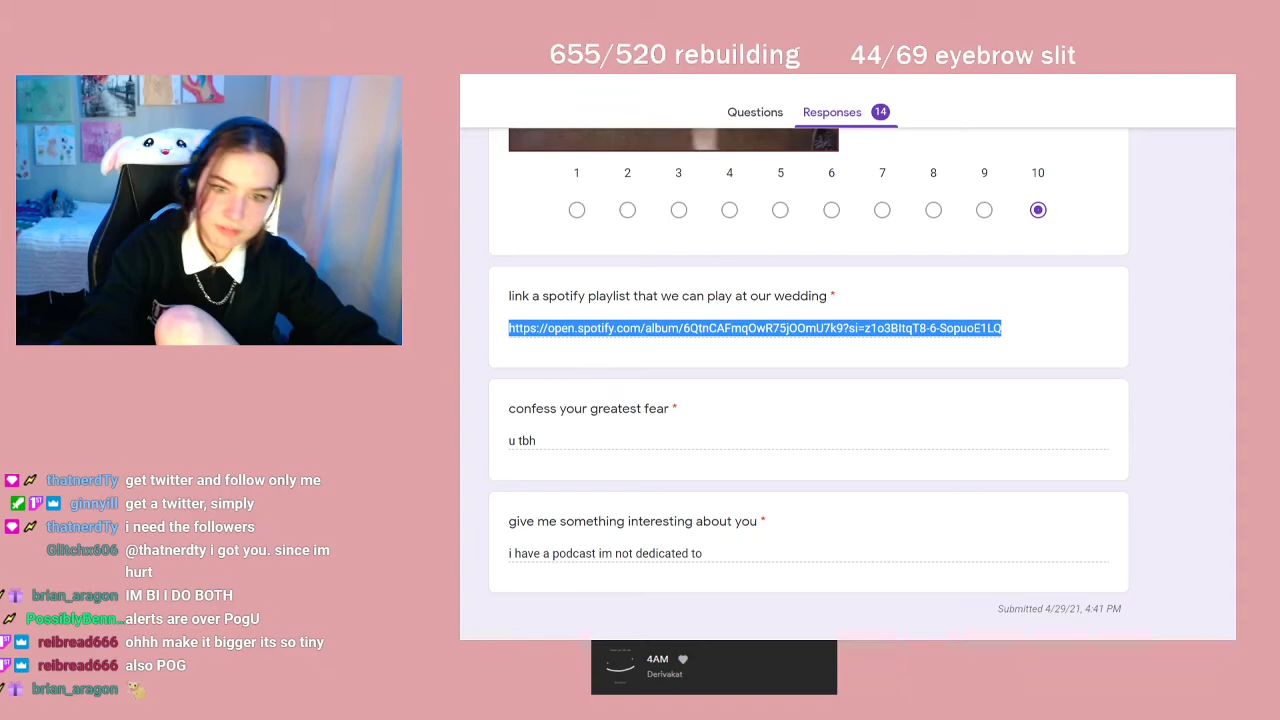 655/520 rebuilding
44/69 eyebrow slit
Questions
Responses 14
1 2 3 4 5 6 7 8 9 10
link a spotify playlist that we can play at our wedding *
https://open.spotify.com/album/6QtnCAFmqOwR75jOOmU7k9?si=z1o3BItqT8-6-SopuoE1LQ
confess your greatest fear *
u tbh
give me something interesting about you *
i have a podcast im not dedicated to
Submitted 4/29/21, 4:41 PM
thatnerdTy get twitter and follow only me
ginnyill get a twitter, simply
thatnerdTy i need the followers
Glitchx606 @thatnerdty i got you. since im
hurt
brian_aragon IM BI I DO BOTH
PossiblyBenn... alerts are over PogU
reibread666 ohhh make it bigger its so tiny
reibread666 also POG
brian_aragon
4AM
Derivakat